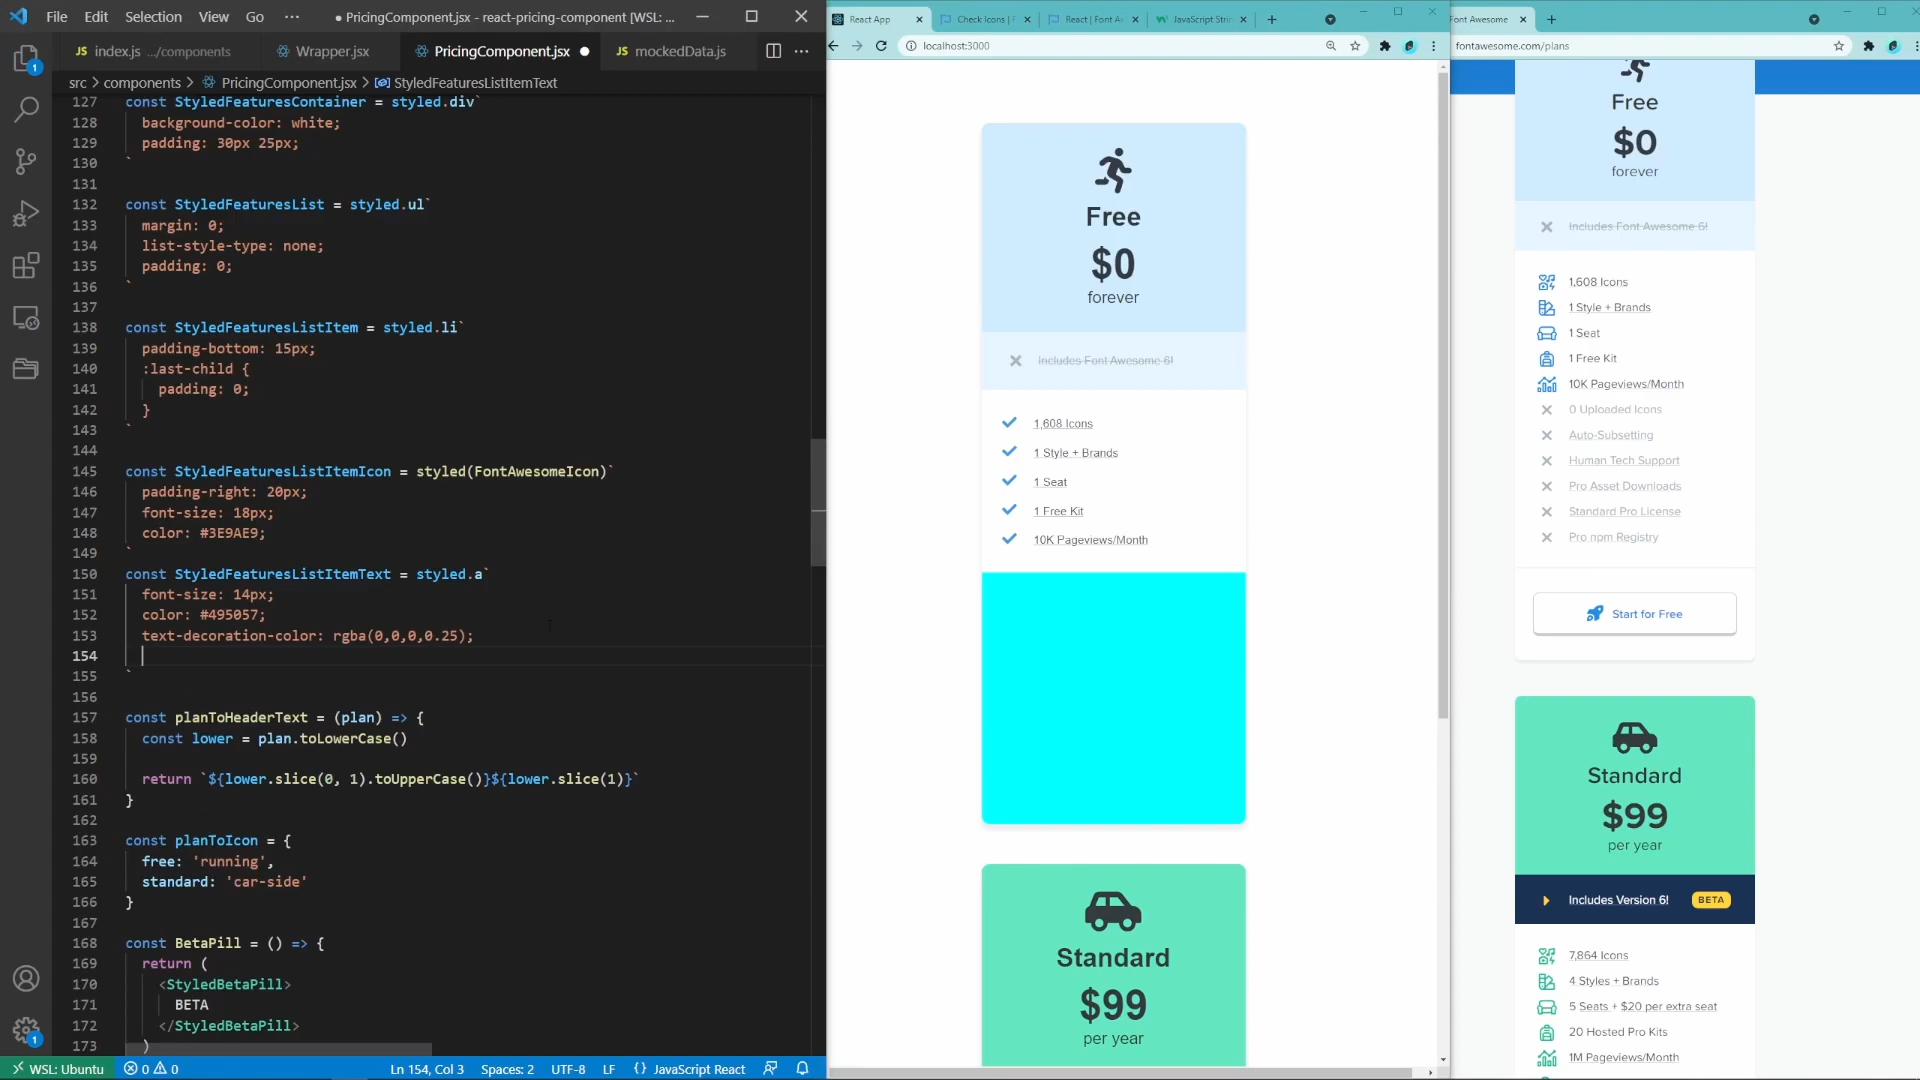 File Edit Selection View Go ··· ● PricingComponent.jsx - react-pricing-component [WSL: ...
JS index.js .../components Wrapper.jsx PricingComponent.jsx ● JS mockedData.js
src > components > PricingComponent.jsx > StyledFeaturesListItemText
127 const StyledFeaturesContainer = styled.div`
128 background-color: white;
129 padding: 30px 25px;
130 `
131
132 const StyledFeaturesList = styled.ul`
133 margin: 0;
134 list-style-type: none;
135 padding: 0;
136 `
137
138 const StyledFeaturesListItem = styled.li`
139 padding-bottom: 15px;
140 :last-child {
141 padding: 0;
142 }
143 `
144
145 const StyledFeaturesListItemIcon = styled(FontAwesomeIcon)`
146 padding-right: 20px;
147 font-size: 18px;
148 color: #3E9AE9;
149 `
150 const StyledFeaturesListItemText = styled.a`
151 font-size: 14px;
152 color: #495057;
153 text-decoration-color: rgba(0,0,0,0.25);
154
155 `
156
157 const planToHeaderText = (plan) => {
158 const lower = plan.toLowerCase()
159
160 return `${lower.slice(0, 1).toUpperCase()}${lower.slice(1)}`
161 }
162
163 const planToIcon = {
164 free: 'running',
165 standard: 'car-side'
166 }
167
168 const BetaPill = () => {
169 return (
170 <StyledBetaPill>
171 BETA
172 </StyledBetaPill>
173 )
1
1
WSL: Ubuntu 0 0 Ln 154, Col 3 Spaces: 2 UTF-8 LF {} JavaScript React
React App Check Icons | F React | Font A JavaScript Strin
localhost:3000
Free
$0
forever
Includes Font Awesome 6!
1,608 Icons
1 Style + Brands
1 Seat
1 Free Kit
10K Pageviews/Month
Standard
$99
per year
Font Awesome
fontawesome.com/plans
Free
$0
forever
Includes Font Awesome 6!
1,608 Icons
1 Style + Brands
1 Seat
1 Free Kit
10K Pageviews/Month
0 Uploaded Icons
Auto-Subsetting
Human Tech Support
Pro Asset Downloads
Standard Pro License
Pro npm Registry
Start for Free
Standard
$99
per year
Includes Version 6! BETA
7,864 Icons
4 Styles + Brands
5 Seats + $20 per extra seat
20 Hosted Pro Kits
1M Pageviews/Month